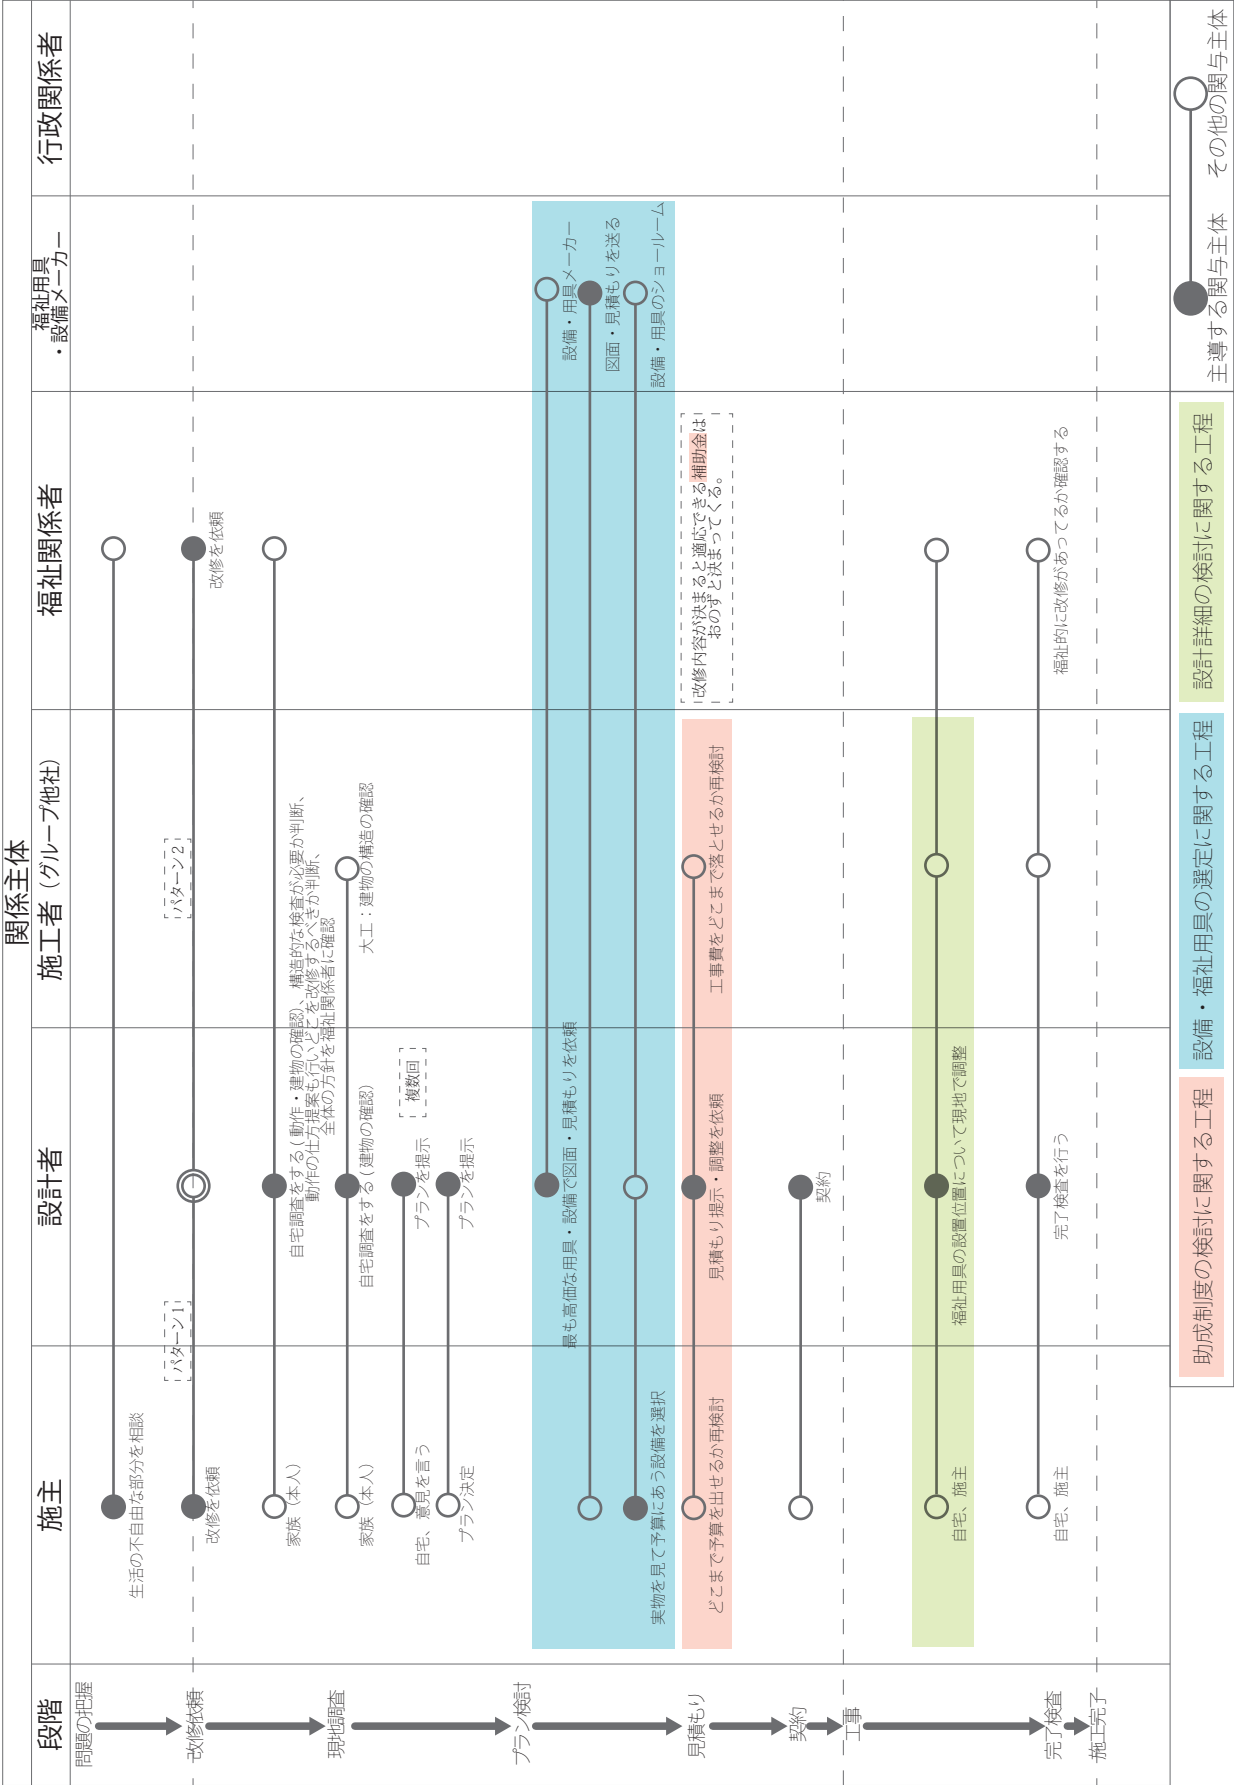 関係主体
段階
施主
設計者
施工者（グループ他社）
福祉関係者
福祉用具
・設備メーカー
行政関係者
問題の把握
生活の不自由な部分を相談
改修依頼
パターン1
パターン2
改修を依頼
改修を依頼
現地調査
家族（本人）
自宅調査をする(動作・建物の確認)、構造的な検査が必要か判断、
動作の仕方提案も行いどこを改修するべきか判断、
全体の方針を福祉関係者に確認
家族（本人）
自宅調査をする(建物の確認)
大工：建物の構造の確認
自宅、意見を言う
プランを提示
複数回
プラン決定
プランを提示
プラン検討
最も高価な用具・設備で図面・見積もりを依頼
設備・用具メーカー
図面・見積もりを送る
実物を見て予算にあう設備を選択
設備・用具のショールーム
見積もり
どこまで予算を出せるか再検討
見積もり提示・調整を依頼
工事費をどこまで落とせるか再検討
改修内容が決まると適応できる補助金は
おのずと決まってくる。
契約
契約
工事
自宅、施主
福祉用具の設置位置について現地で調整
完了検査
自宅、施主
完了検査を行う
福祉的に改修があってるか確認する
施工完了
助成制度の検討に関する工程
設備・福祉用具の選定に関する工程
設計詳細の検討に関する工程
主導する関与主体
その他の関与主体